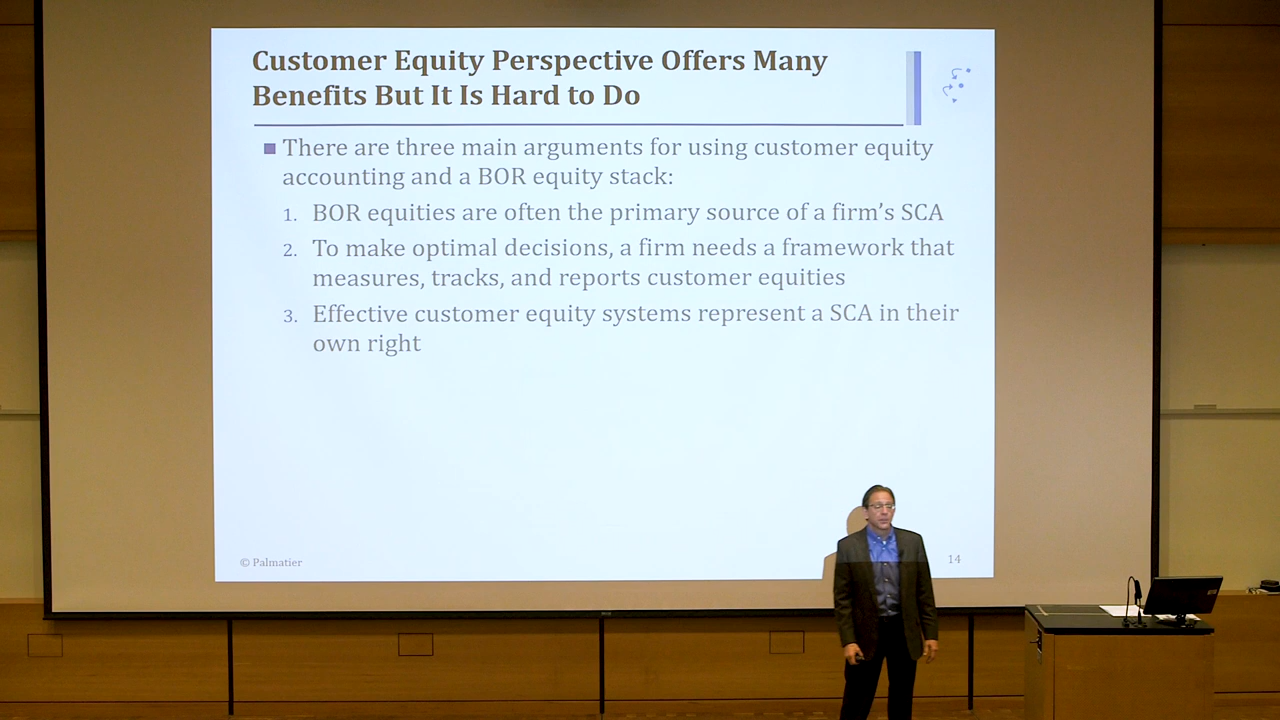 Customer Equity Perspective Offers Many
Benefits But It Is Hard to Do
■ There are three main arguments for using customer equity
accounting and a BOR equity stack:
1. BOR equities are often the primary source of a firm’s SCA
2. To make optimal decisions, a firm needs a framework that
measures, tracks, and reports customer equities
3. Effective customer equity systems represent a SCA in their
own right
© Palmatier
14